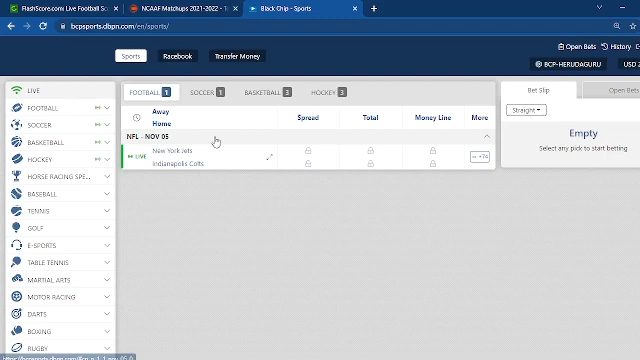 FlashScore.com: Live Football Sc
NCAAF Matchups 2021-2022 - T
Black Chip - Sports
bcpsports.dbpn.com/en/sports/
Open Bets
History
Sports
Racebook
Transfer Money
BCP-HERUDAGURU
USD 2
LIVE
FOOTBALL
SOCCER
BASKETBALL
HOCKEY
HORSE RACING SPE...
BASEBALL
TENNIS
GOLF
E-SPORTS
TABLE TENNIS
MARTIAL ARTS
MOTOR RACING
DARTS
BOXING
RUGBY
FOOTBALL 1
SOCCER 1
BASKETBALL 3
HOCKEY 3
Away
Home
Spread
Total
Money Line
More
NFL - NOV 05
LIVE
New York Jets
Indianapolis Colts
+74
Bet Slip
Open Bets
Straight
Empty
Select any pick to start betting